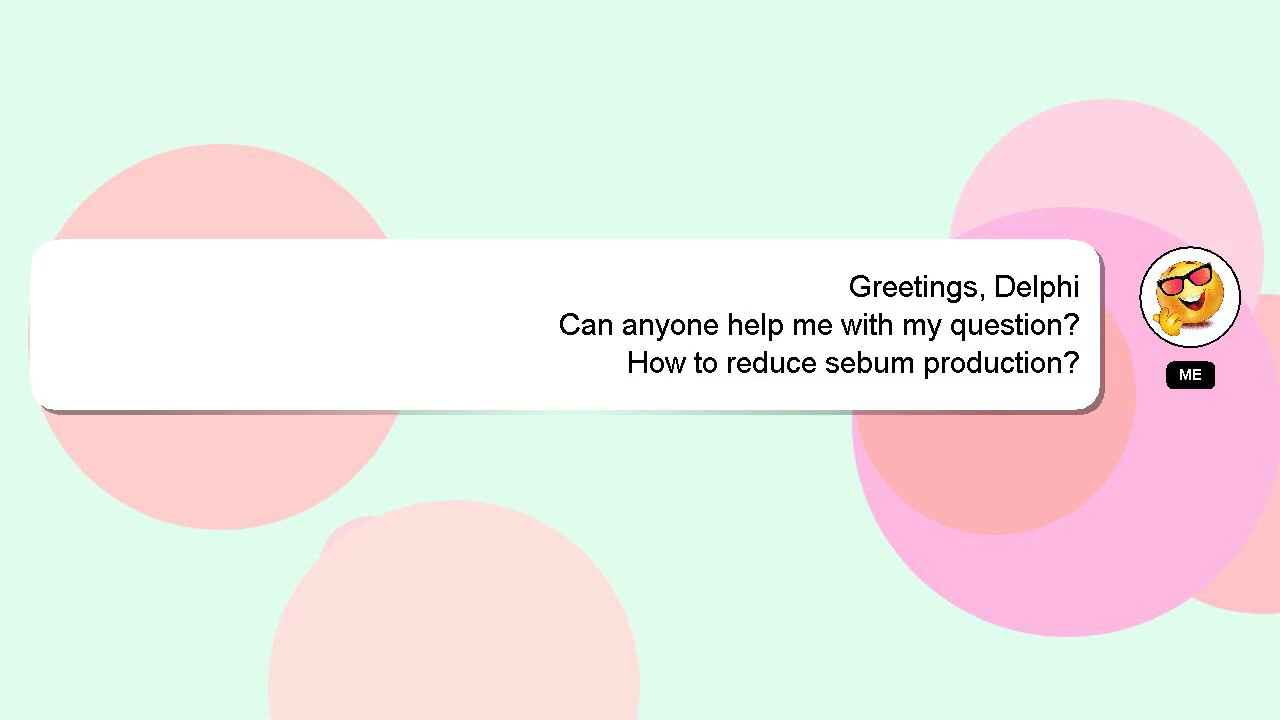 Greetings, Delphi
Can anyone help me with my question?
How to reduce sebum production?
ME